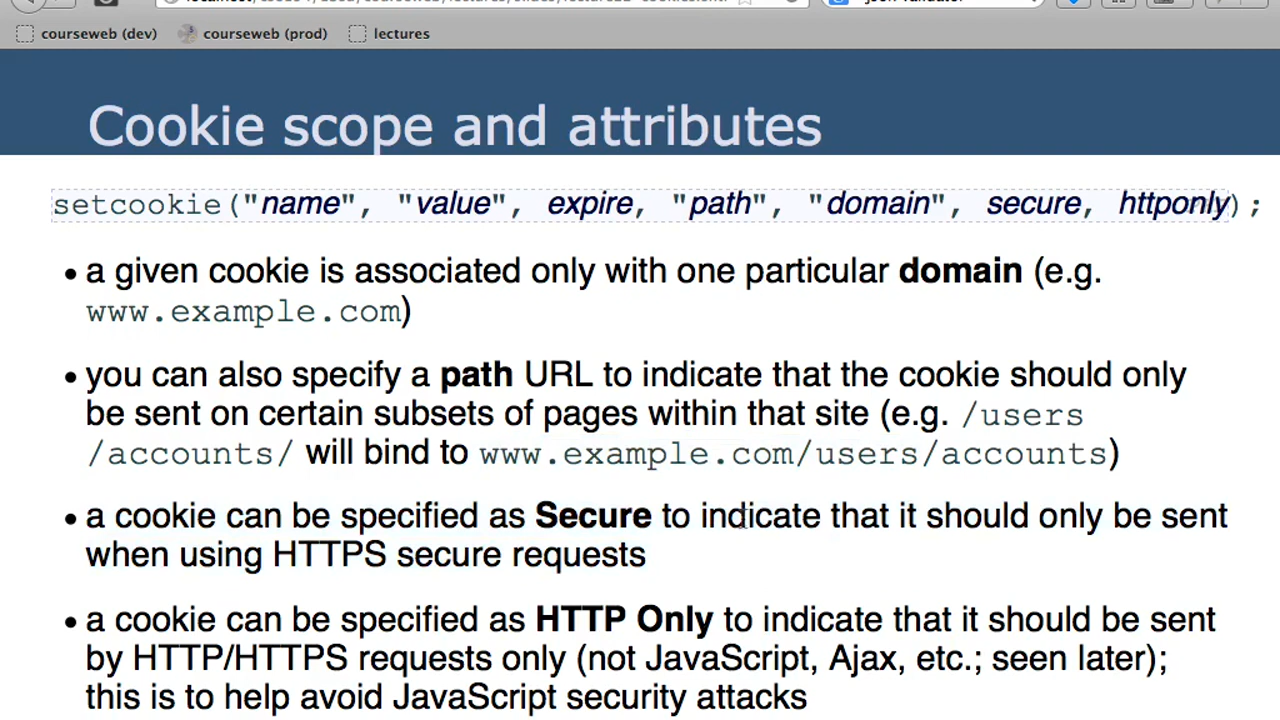 courseweb (dev) courseweb (prod) lectures
Cookie scope and attributes
setcookie("name", "value", expire, "path", "domain", secure, httponly);
• a given cookie is associated only with one particular domain (e.g.
www.example.com)
• you can also specify a path URL to indicate that the cookie should only
be sent on certain subsets of pages within that site (e.g. /users
/accounts/ will bind to www.example.com/users/accounts)
• a cookie can be specified as Secure to indicate that it should only be sent
when using HTTPS secure requests
• a cookie can be specified as HTTP Only to indicate that it should be sent
by HTTP/HTTPS requests only (not JavaScript, Ajax, etc.; seen later);
this is to help avoid JavaScript security attacks